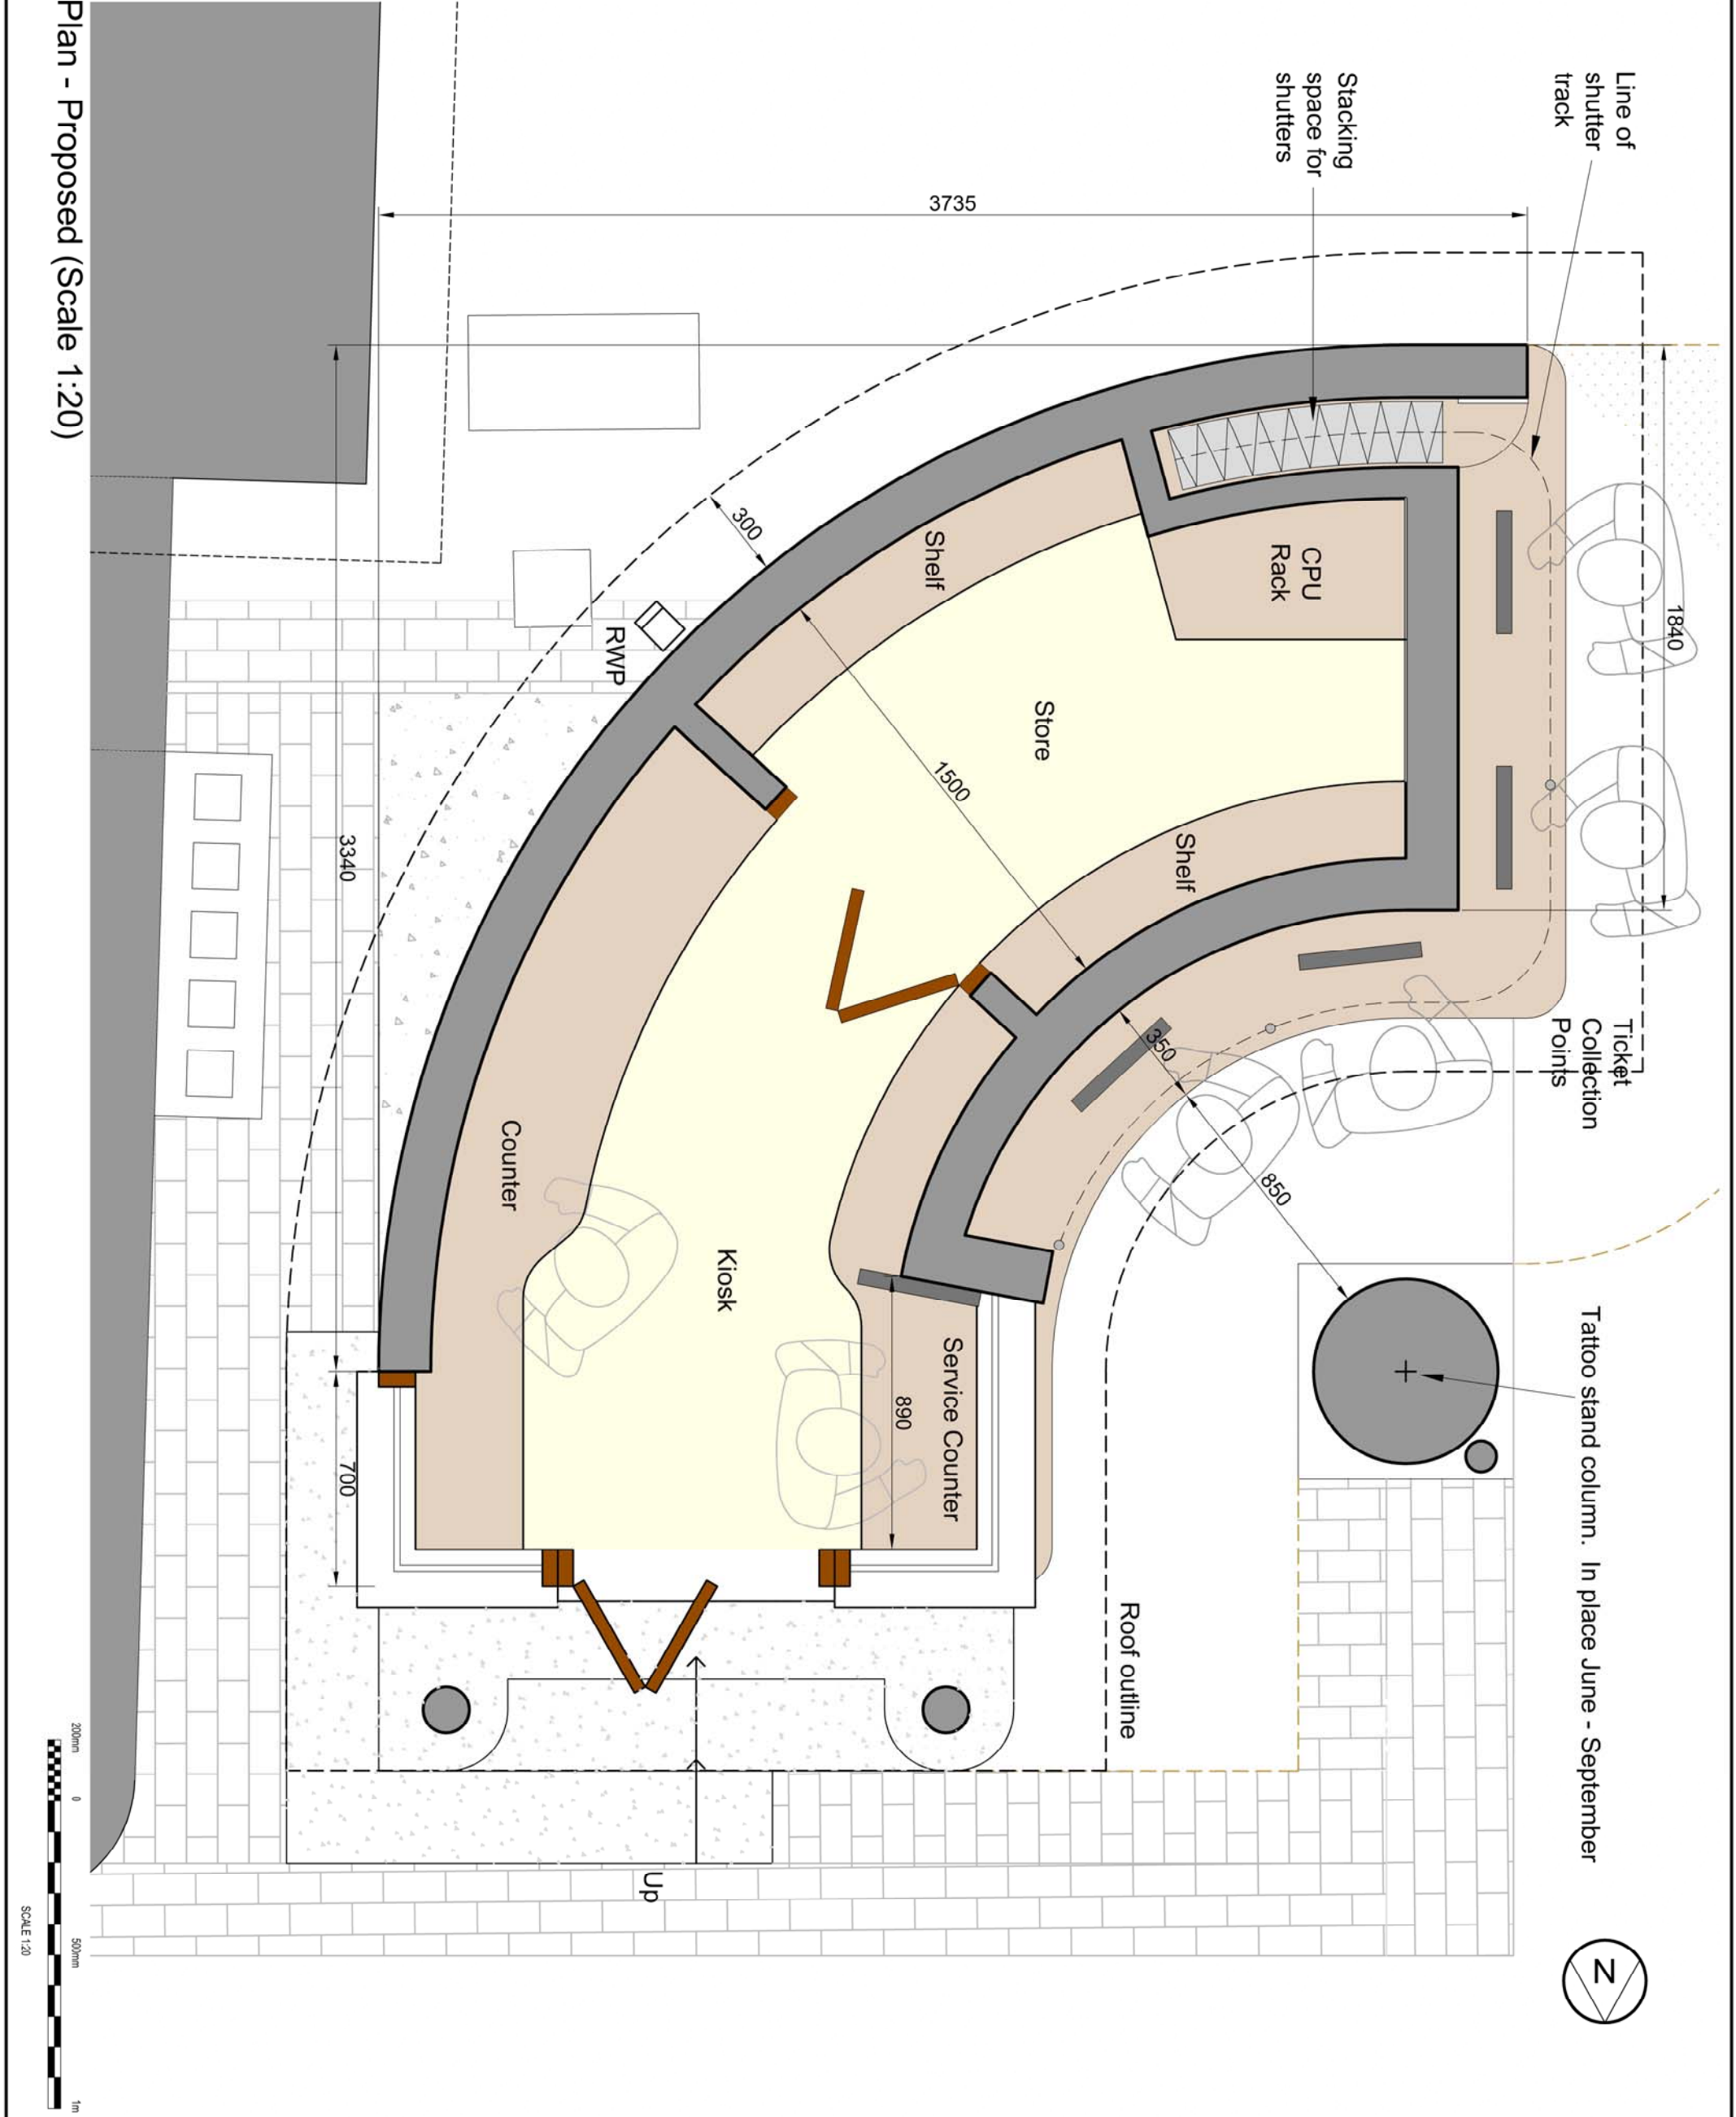 Plan - Proposed (Scale 1:20)
Line of
shutter
track
Stacking
space for
shutters
3735
1840
300
Shelf
CPU
Rack
RWP
Store
1500
Shelf
3340
350
Ticket
Collection
Points
850
Counter
Kiosk
Service Counter
890
700
Tattoo stand column. In place June - September
Roof outline
Up
N
200mm
0
500mm
1m
SCALE 1:20